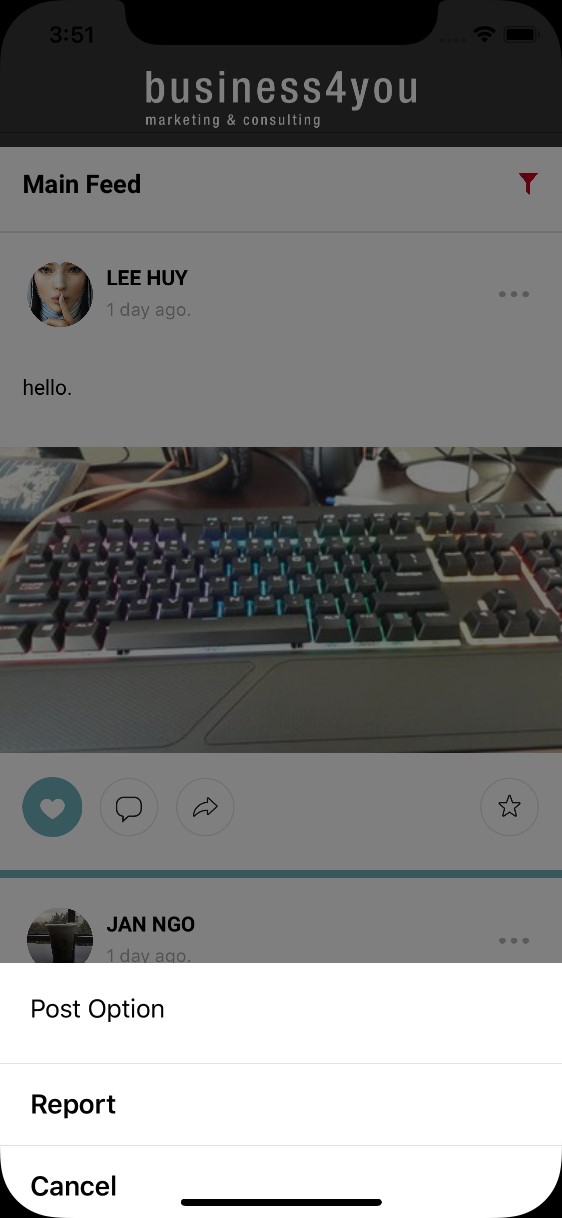 3:51
business4you
marketing & consulting
Main Feed
LEE HUY
1 day ago.
hello.
JAN NGO
1 day ago.
Post Option
Report
Cancel